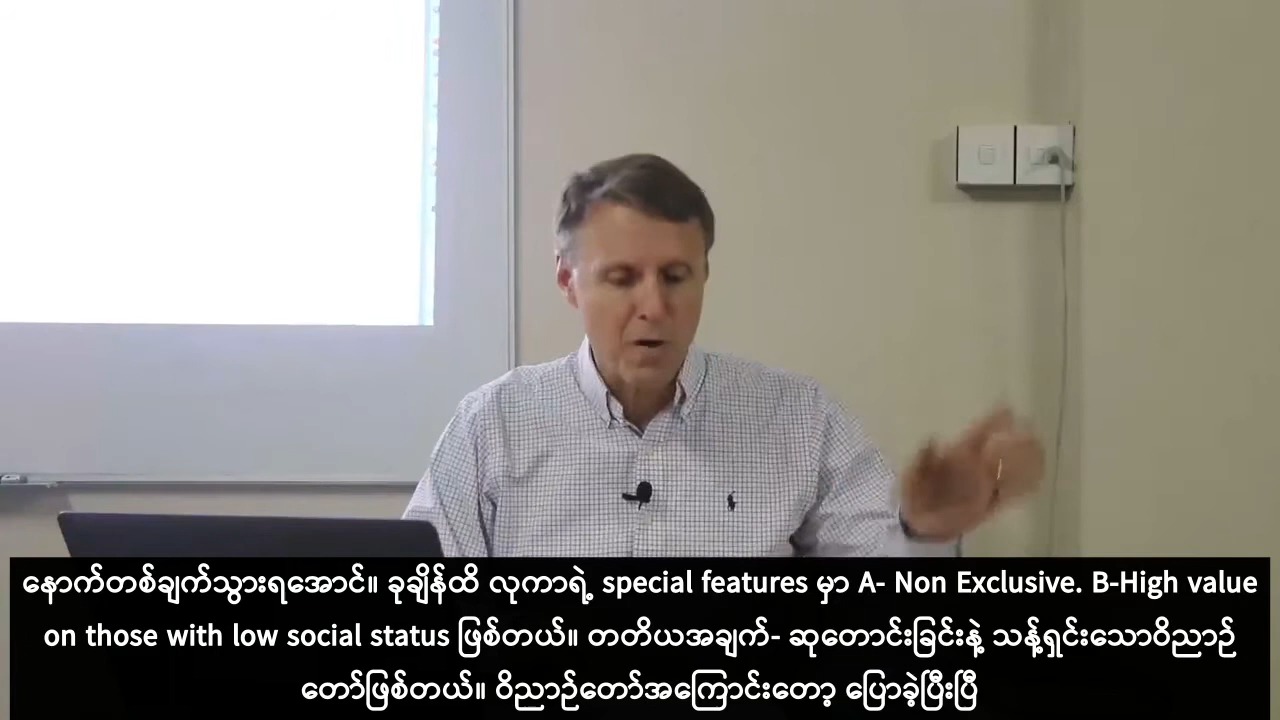 နောက်တစ်ချက်သွားရအောင်။ ခုချိန်ထိ လုကာရဲ့ special features မှာ A- Non Exclusive. B-High value
on those with low social status ဖြစ်တယ်။ တတိယအချက်- ဆုတောင်းခြင်းနဲ့ သန့်ရှင်းသောဝိညာဉ်
တော်ဖြစ်တယ်။ ဝိညာဉ်တော်အကြောင်းတော့ ပြောခဲ့ပြီးပြီ